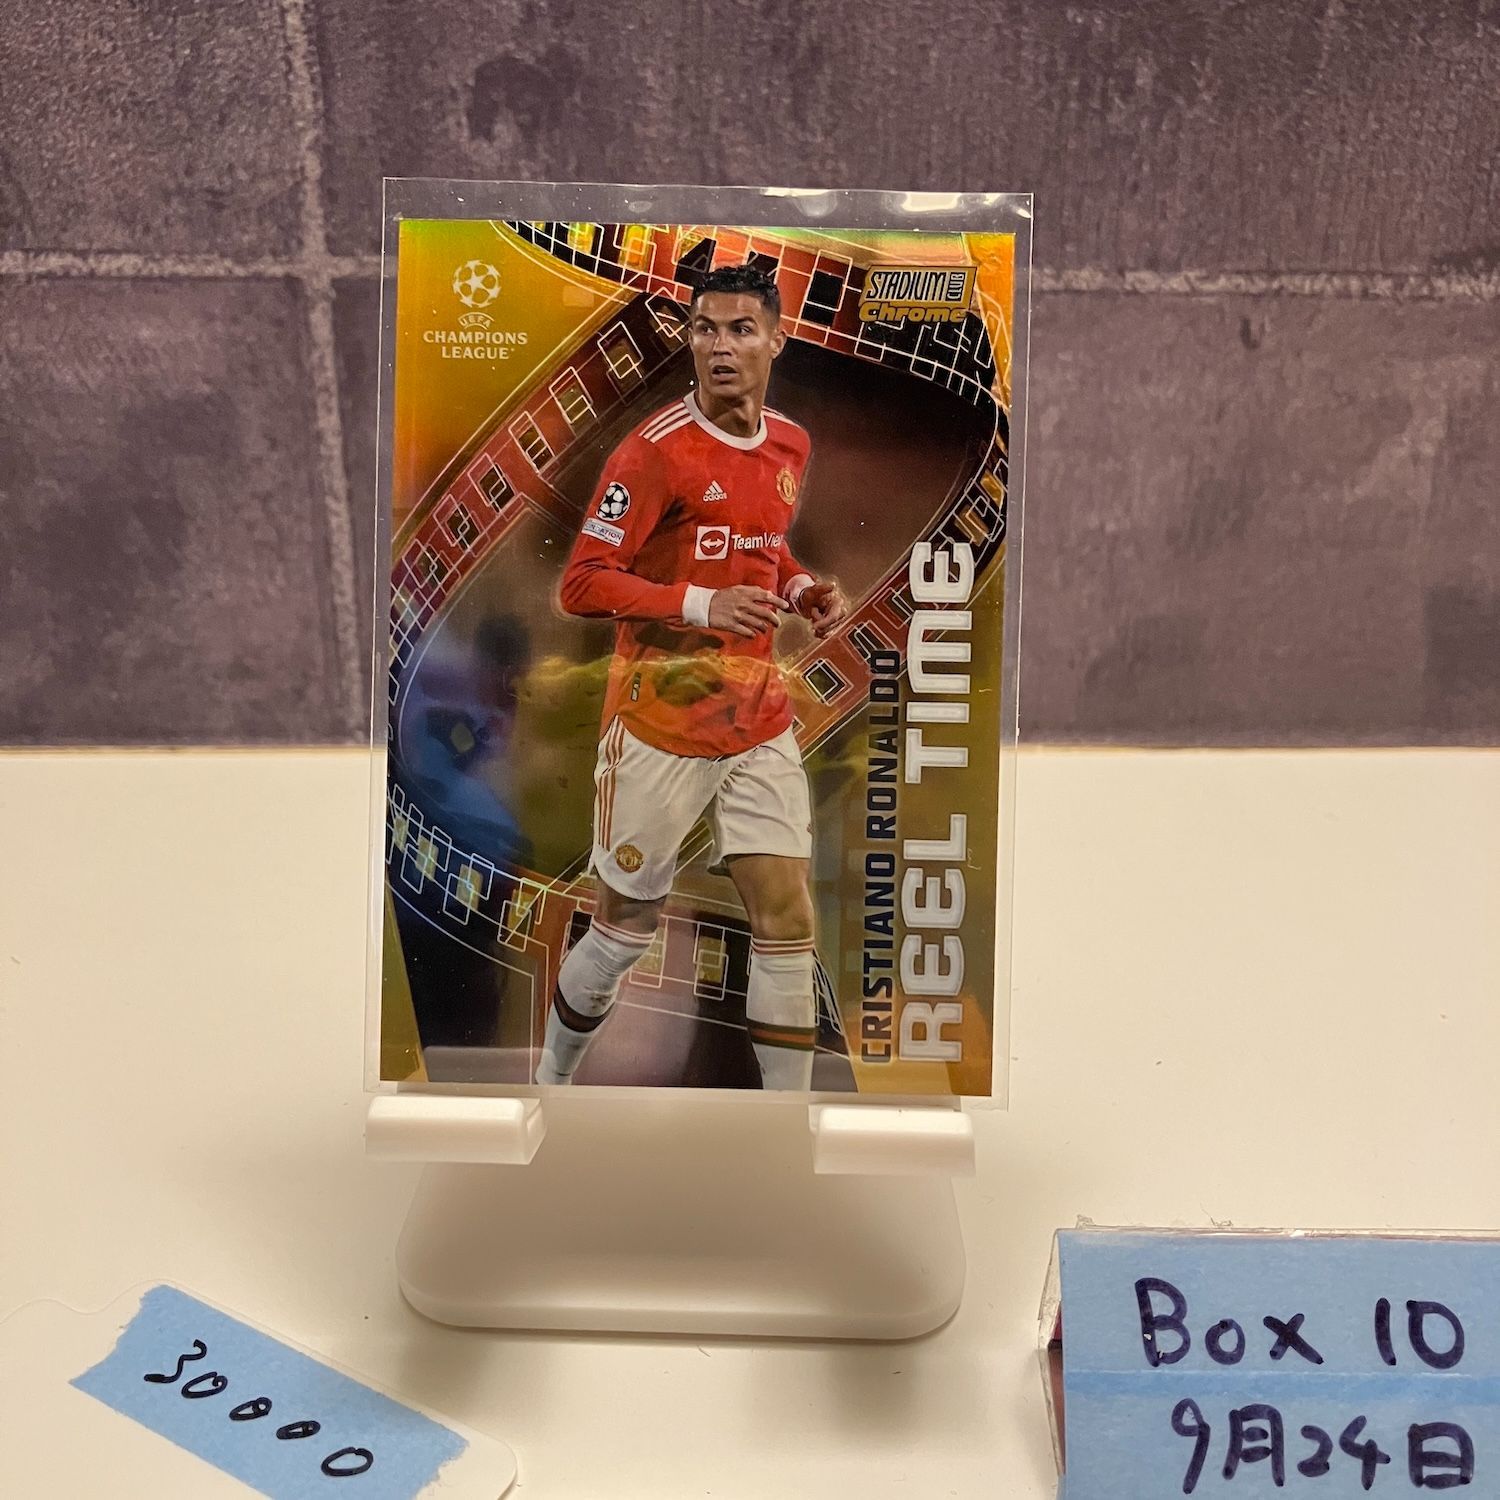 UEFA
CHAMPIONS
LEAGUE
STADIUM
CLUB
Chrome
adidas
TeamVie
CRISTIANO RONALDO
REEL TIME
30000
Box 10
9月24日